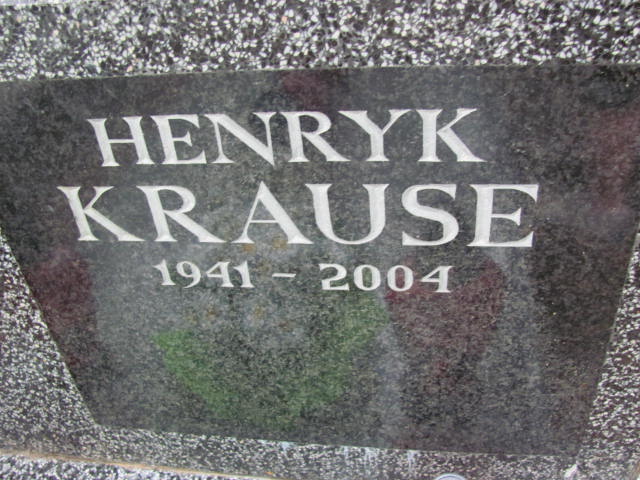 HENRYK
KRAUSE
1941 - 2004